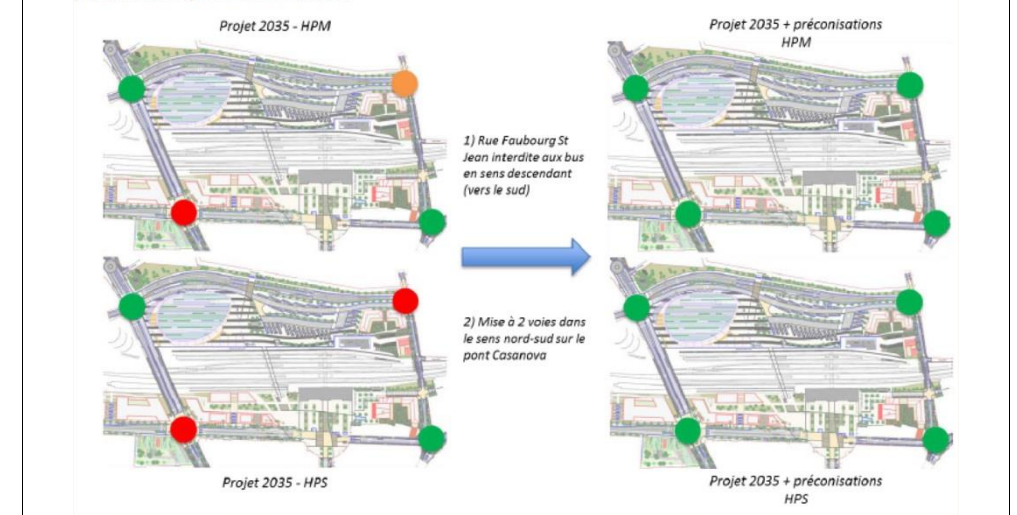 Projet 2035 - HPM
Projet 2035 + préconisations
HPM
1) Rue Faubourg St
Jean interdite aux bus
en sens descendant
(vers le sud)
2) Mise à 2 voies dans
le sens nord-sud sur le
pont Casanova
Projet 2035 - HPS
Projet 2035 + préconisations
HPS